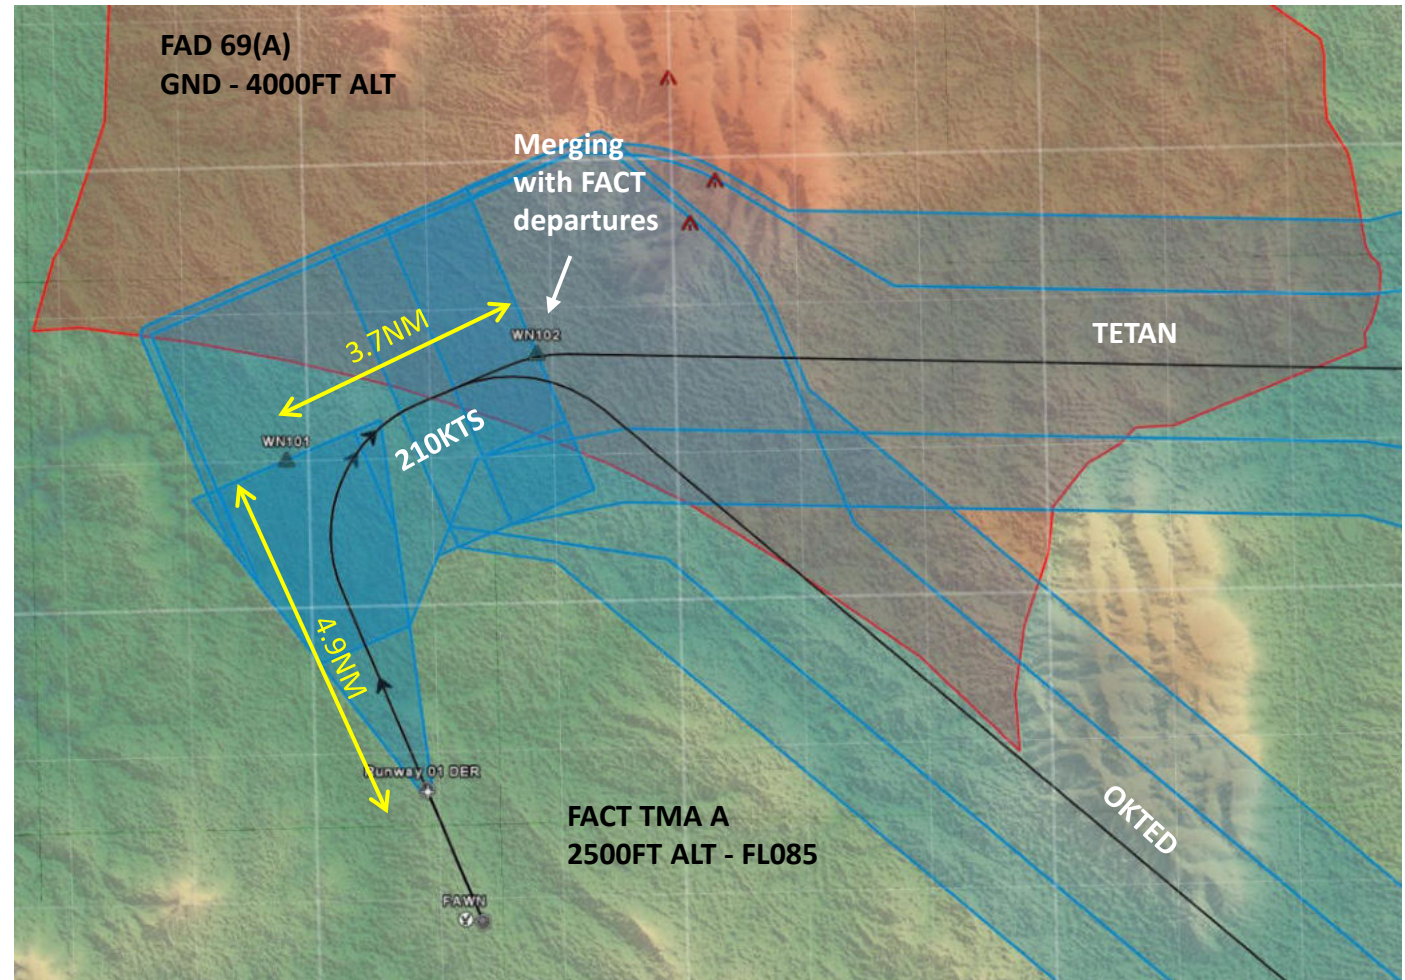 FAD 69(A)
GND - 4000FT ALT
Merging
with FACT
departures
WN102
3.7NM
TETAN
WN101
210KTS
4.9NM
Runway 01 DER
FACT TMA A
2500FT ALT - FL085
OKTED
FAWN